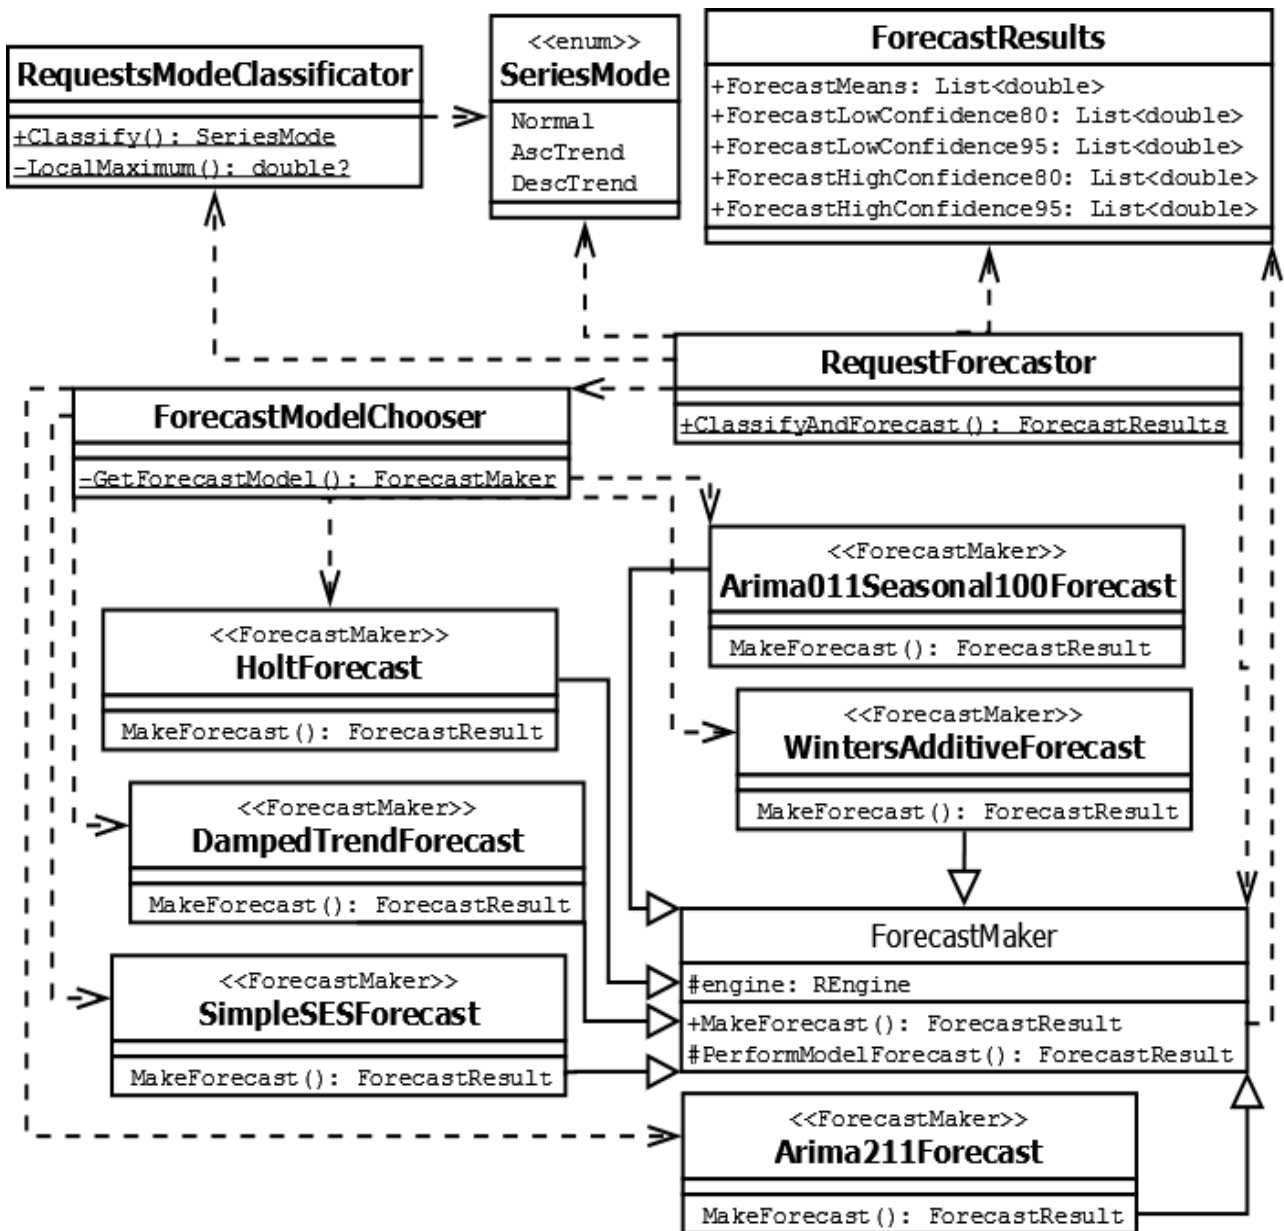 RequestsModeClassificator
+Classify(): SeriesMode
-LocalMaximum(): double?
<<enum>>
SeriesMode
Normal
AscTrend
DescTrend
ForecastResults
+ForecastMeans: List<double>
+ForecastLowConfidence80: List<double>
+ForecastLowConfidence95: List<double>
+ForecastHighConfidence80: List<double>
+ForecastHighConfidence95: List<double>
RequestForecastor
+ClassifyAndForecast(): ForecastResults
ForecastModelChooser
-GetForecastModel(): ForecastMaker
<<ForecastMaker>>
Arima011Seasonal100Forecast
MakeForecast(): ForecastResult
<<ForecastMaker>>
HoltForecast
MakeForecast(): ForecastResult
<<ForecastMaker>>
WintersAdditiveForecast
MakeForecast(): ForecastResult
<<ForecastMaker>>
DampedTrendForecast
MakeForecast(): ForecastResult
ForecastMaker
#engine: REngine
+MakeForecast(): ForecastResult
#PerformModelForecast(): ForecastResult
<<ForecastMaker>>
SimpleSESForecast
MakeForecast(): ForecastResult
<<ForecastMaker>>
Arima211Forecast
MakeForecast(): ForecastResult